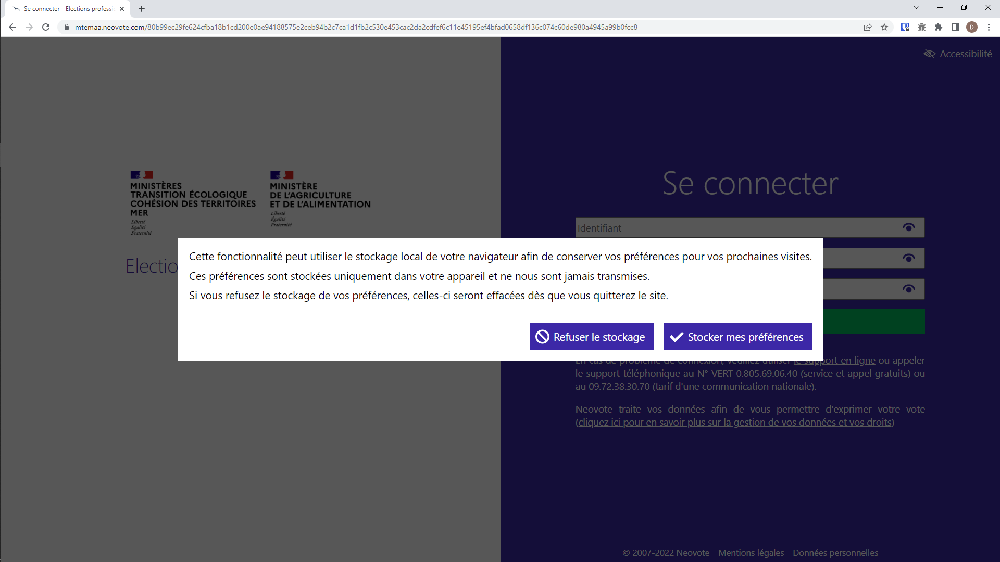 Se connecter - Elections professi
mtemaa.neovote.com/80b99ec29fe624cfba18b1cd200e0ae94188575e2ceb94b2c7ca1d1fb2c530e453cac2da2cdfef6c11e45195ef4bfad0658df136c074c60de980a4945a99b0fcc8
D
Accessibilité
MINISTÈRES
TRANSITION ÉCOLOGIQUE
COHÉSION DES TERRITOIRES
MER
Liberté
Égalité
Fraternité
MINISTÈRE
DE L'AGRICULTURE
ET DE L'ALIMENTATION
Liberté
Égalité
Fraternité
Electio
Se connecter
Identifiant
Cette fonctionnalité peut utiliser le stockage local de votre navigateur afin de conserver vos préférences pour vos prochaines visites.
Ces préférences sont stockées uniquement dans votre appareil et ne nous sont jamais transmises.
Si vous refusez le stockage de vos préférences, celles-ci seront effacées dès que vous quitterez le site.
Refuser le stockage
Stocker mes préférences
En cas de problème de connexion, veuillez utiliser le support en ligne ou appeler
le support téléphonique au N° VERT 0.805.69.06.40 (service et appel gratuits) ou
au 09.72.38.30.70 (tarif d'une communication nationale).
Neovote traite vos données afin de vous permettre d'exprimer votre vote
(cliquez ici pour en savoir plus sur la gestion de vos données et vos droits)
© 2007-2022 Neovote Mentions légales Données personnelles